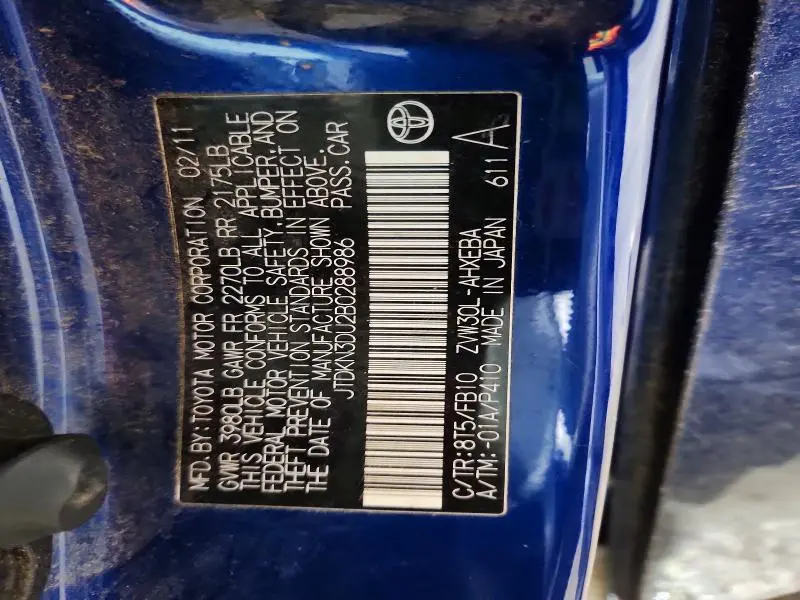 MFD.BY:TOYOTA MOTOR CORPORATION 02/11
GVWR 3980LB GAWR FR 2270LB RR 2175LB
THIS VEHICLE CONFORMS TO ALL APPLICABLE
FEDERAL MOTOR VEHICLE SAFETY, BUMPER, AND
THEFT PREVENTION STANDARDS IN EFFECT ON
THE DATE OF MANUFACTURE SHOWN ABOVE.
JTDKN3DU2B0288986 PASS.CAR
C/TR:8T5/FB10 ZVW30L-AHXEBA
A/TM:-01A/P410 MADE IN JAPAN 611 A